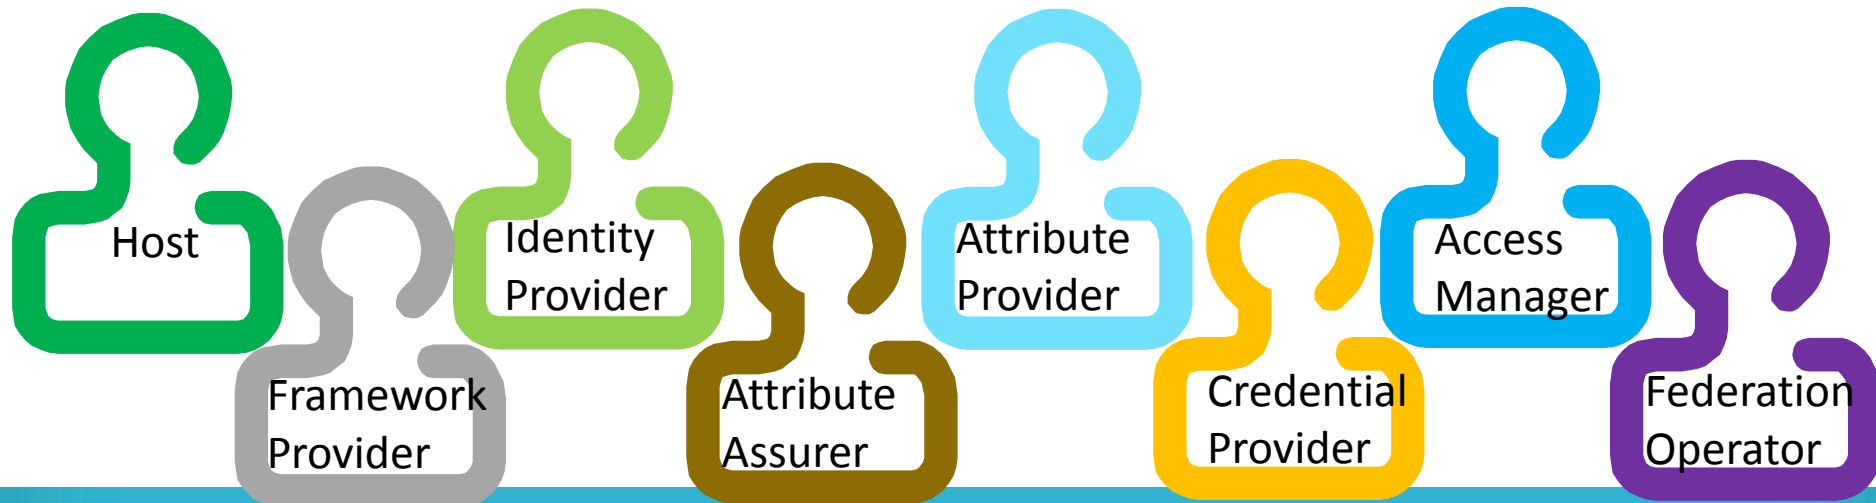 Host
Framework
Provider
Identity
Provider
Attribute
Assurer
Attribute
Provider
Credential
Provider
Access
Manager
Federation
Operator